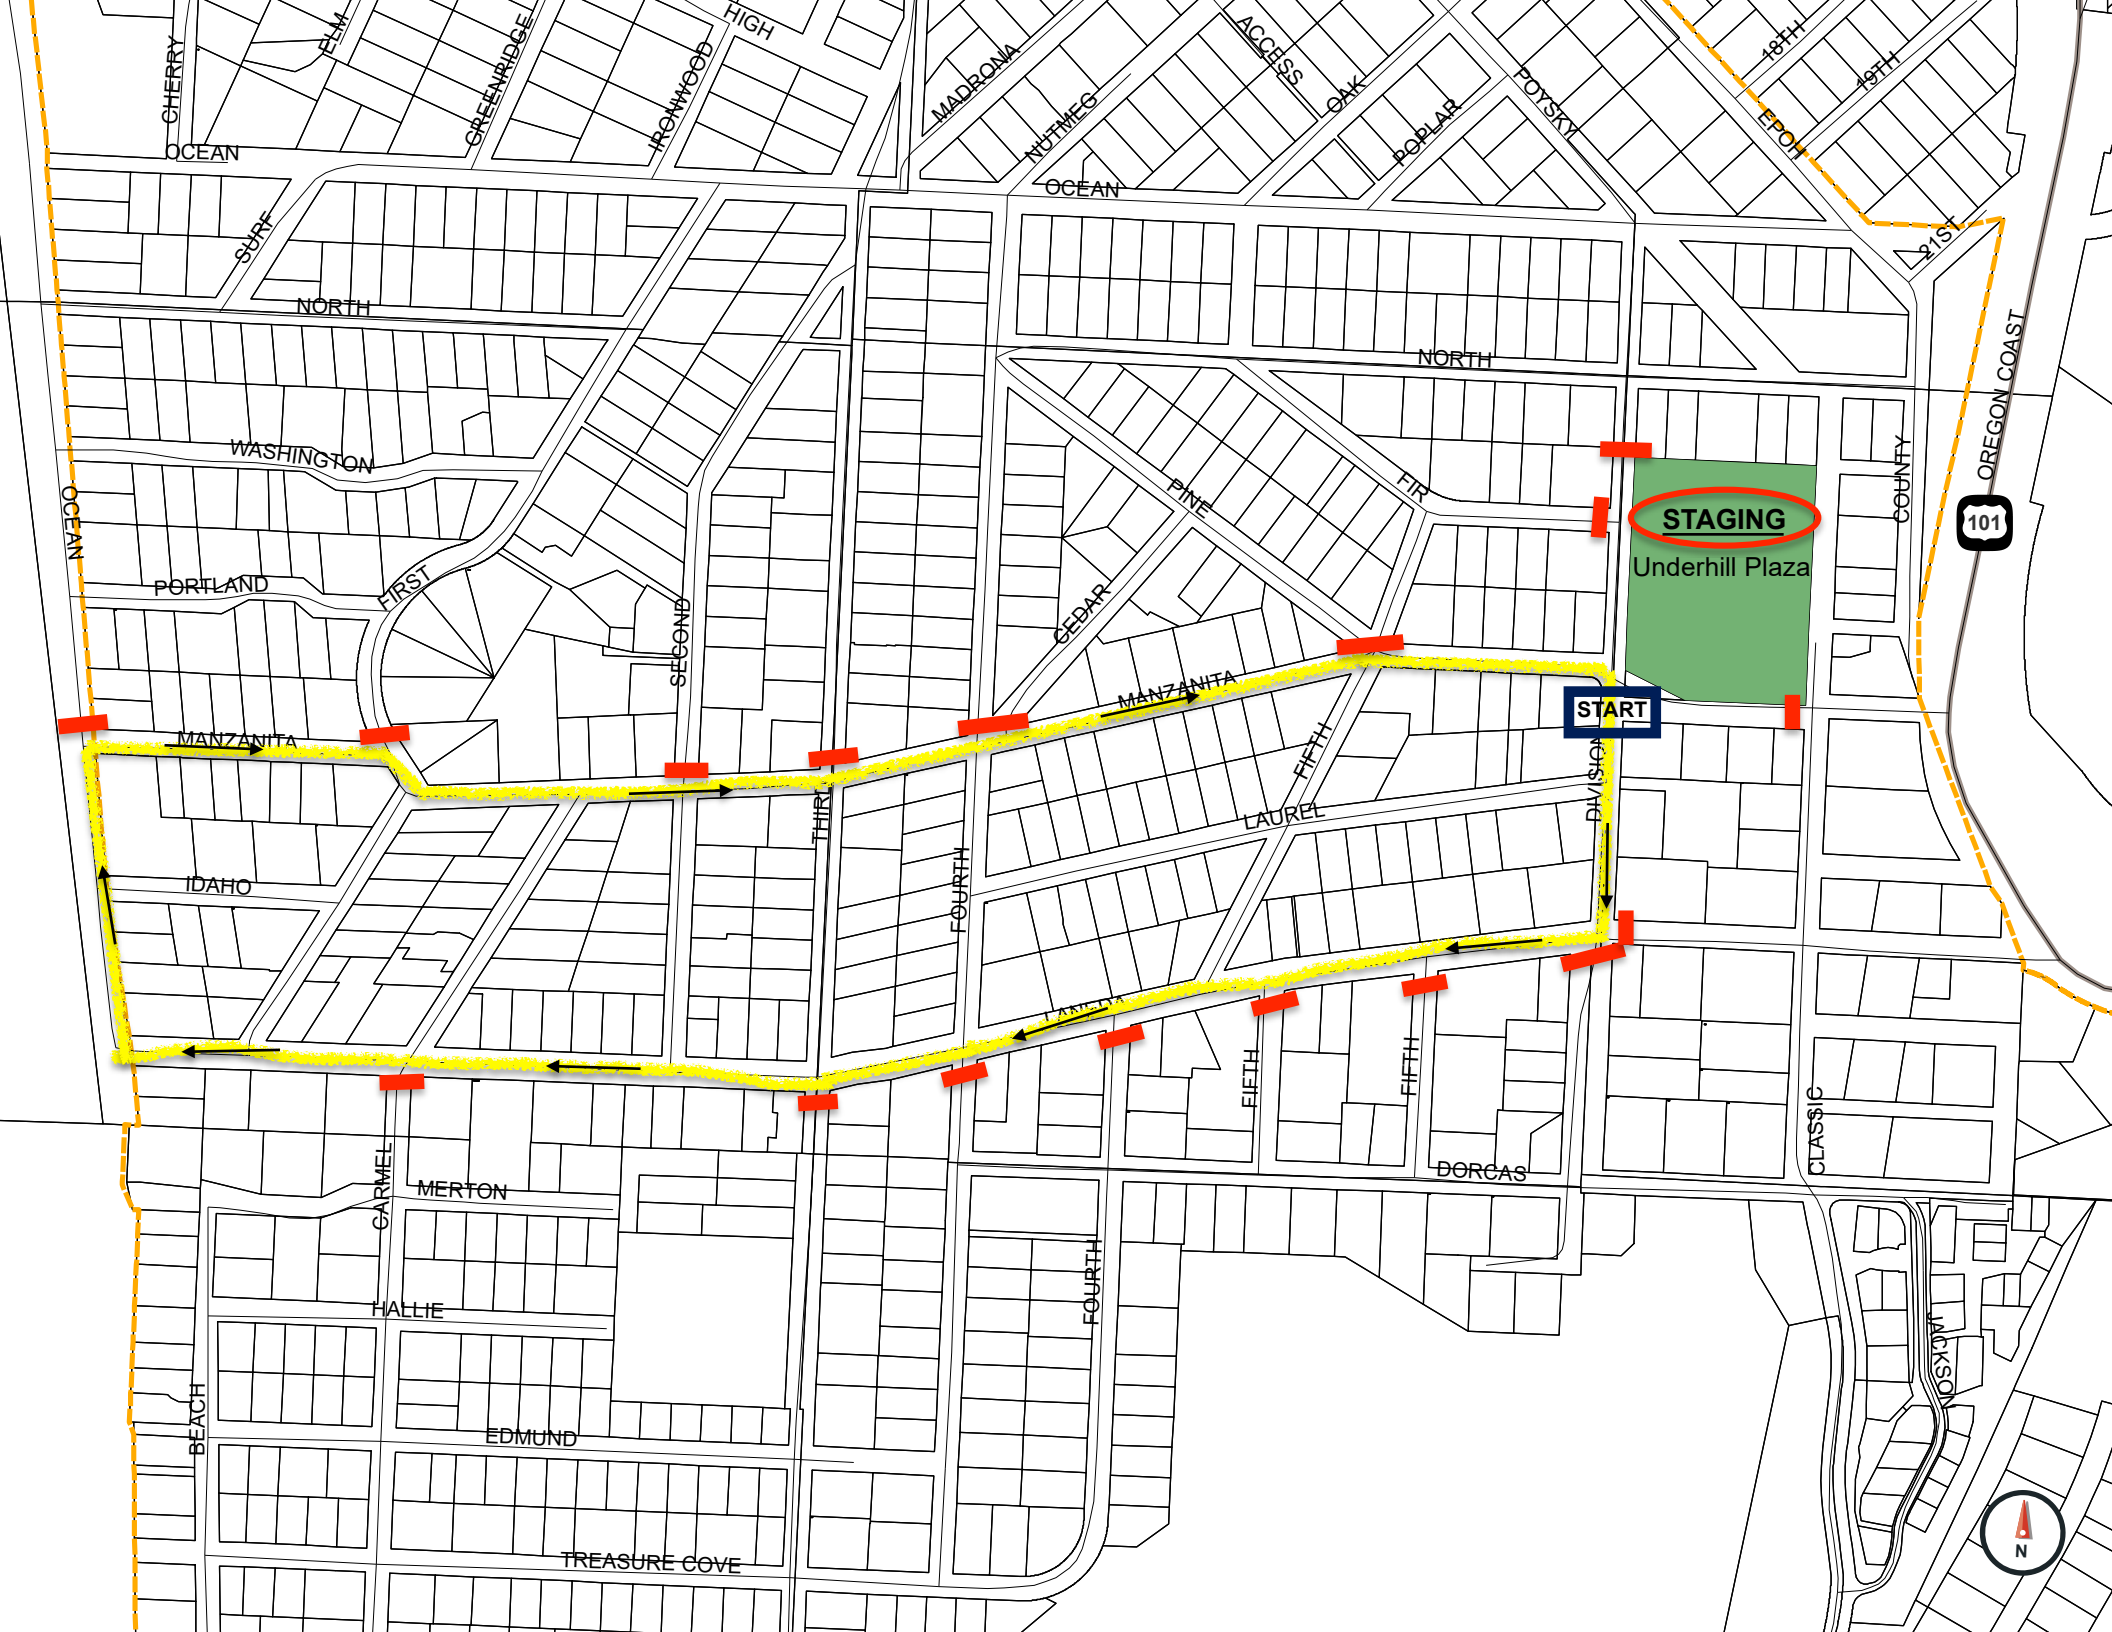 HIGH
ELM
CHERRY
GREENRIDGE
IRONWOOD
MADRONA
ACCESS
NUTMEG
OAK
POPLAR
POYSKY
18TH
19TH
EPOH
OCEAN
OCEAN
SURF
21ST
NORTH
NORTH
OREGON COAST
WASHINGTON
PINE
FIR
COUNTY
OCEAN
STAGING
101
Underhill Plaza
PORTLAND
FIRST
SECOND
CEDAR
MANZANITA
START
MANZANITA
FIFTH
DIVISION
THIRD
LAUREL
IDAHO
FOURTH
FIFTH
FIFTH
CLASSIC
CARMEL
MERTON
DORCAS
FOURTH
HALLIE
JACKSON
BEACH
EDMUND
TREASURE COVE
N